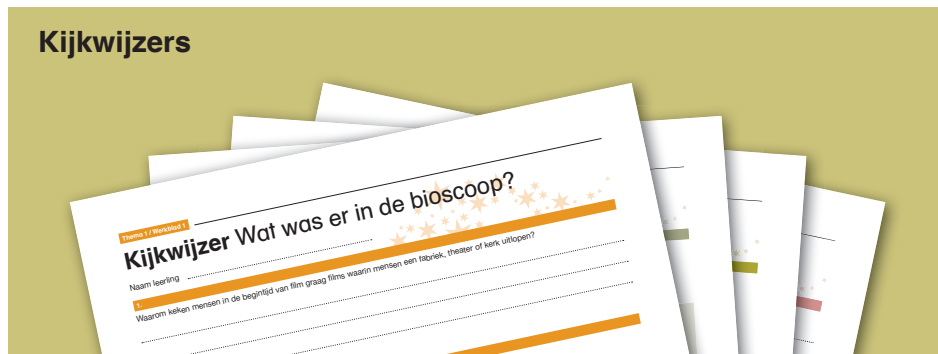 Kijkwijzers
Thema 1 / Werkblad 1
Kijkwijzer Wat was er in de bioscoop?
Naam leerling
1.
Waarom keken mensen in de begintijd van film graag films waarin mensen een fabriek, theater of kerk uitlopen?